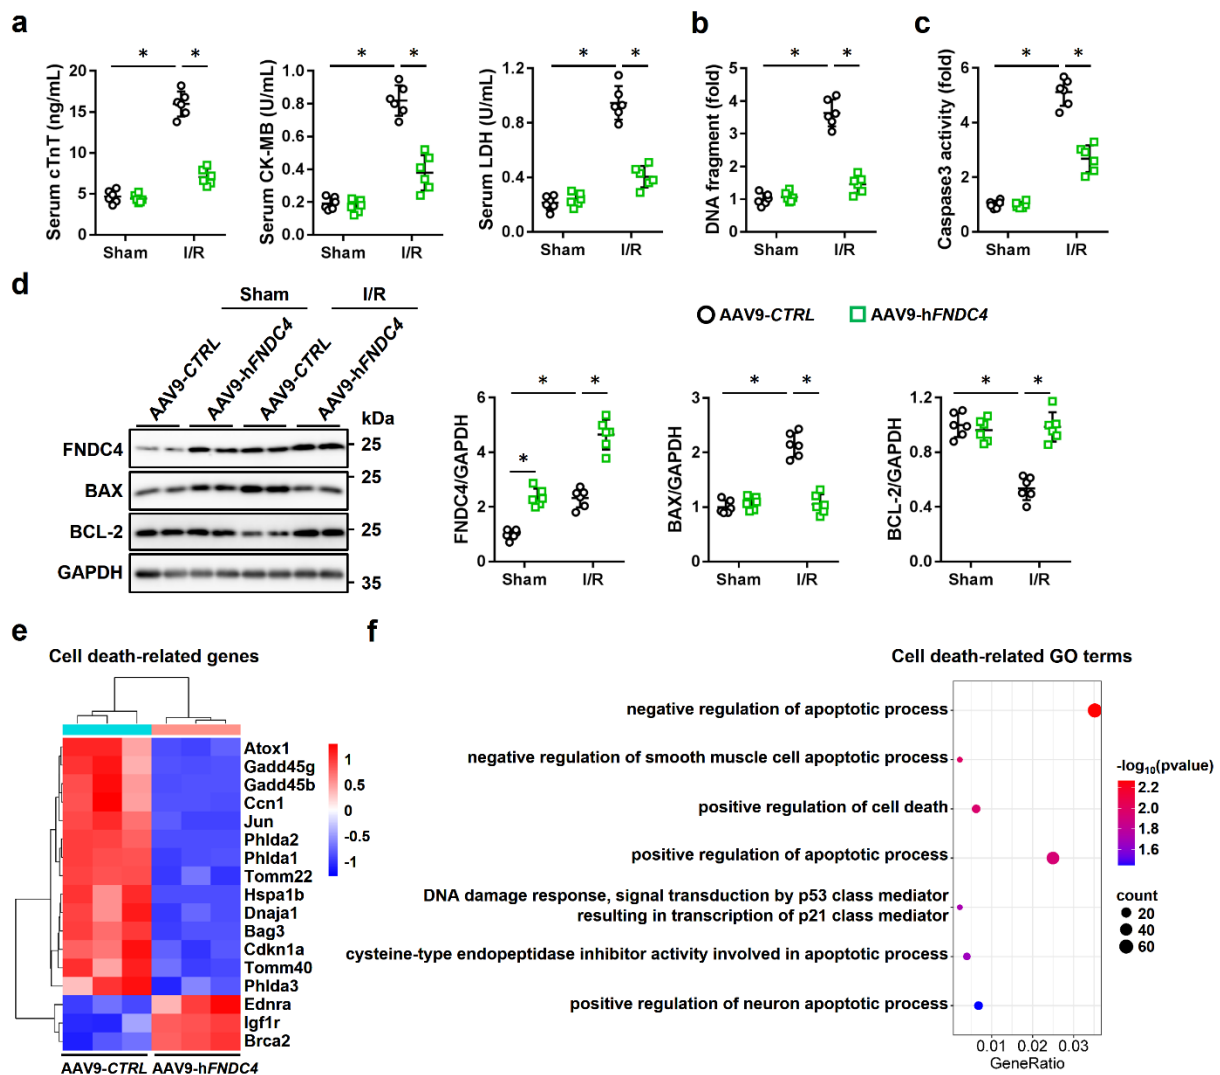 a
Serum cTnT (ng/mL)
20
15
10
5
0
*
*
Sham
I/R
Serum CK-MB (U/mL)
1.0
0.8
0.6
0.4
0.2
0.0
*
*
Sham
I/R
Serum LDH (U/mL)
1.2
0.8
0.4
0.0
*
*
Sham
I/R
b
DNA fragment (fold)
5
4
3
2
1
0
*
*
Sham
I/R
c
Caspase3 activity (fold)
6
4
2
0
*
*
Sham
I/R
d
Sham
I/R
AAV9-CTRL
AAV9-hFNDC4
AAV9-CTRL
AAV9-hFNDC4
kDa
FNDC4
25
BAX
25
BCL-2
25
GAPDH
35
AAV9-CTRL
AAV9-hFNDC4
FNDC4/GAPDH
6
4
2
0
*
*
*
Sham
I/R
BAX/GAPDH
3
2
1
0
*
*
Sham
I/R
BCL-2/GAPDH
1.2
0.8
0.4
0.0
*
*
Sham
I/R
e
Cell death-related genes
Atox1
Gadd45g
Gadd45b
Ccn1
Jun
Phlda2
Phlda1
Tomm22
Hspa1b
Dnaja1
Bag3
Cdkn1a
Tomm40
Phlda3
Ednra
Igf1r
Brca2
1
0.5
0
-0.5
-1
AAV9-CTRL
AAV9-hFNDC4
f
Cell death-related GO terms
negative regulation of apoptotic process
negative regulation of smooth muscle cell apoptotic process
positive regulation of cell death
positive regulation of apoptotic process
DNA damage response, signal transduction by p53 class mediator
resulting in transcription of p21 class mediator
cysteine-type endopeptidase inhibitor activity involved in apoptotic process
positive regulation of neuron apoptotic process
0.01
0.02
0.03
GeneRatio
-log10(pvalue)
2.2
2.0
1.8
1.6
count
20
40
60